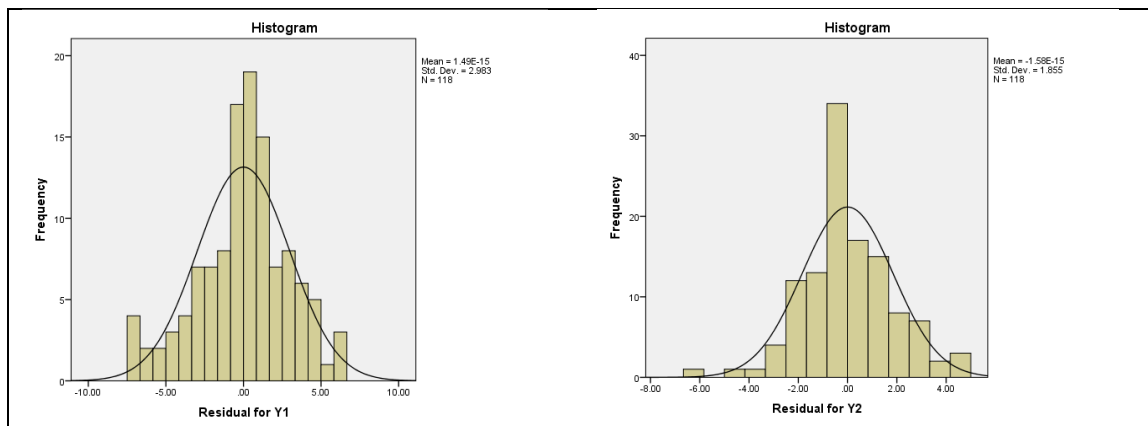 Histogram
Mean = 1.49E-15
Std. Dev. = 2.983
N = 118
20
15
10
5
0
Frequency
-10.00
-5.00
.00
5.00
10.00
Residual for Y1
Histogram
Mean = -1.58E-15
Std. Dev. = 1.855
N = 118
40
30
20
10
0
Frequency
-8.00
-6.00
-4.00
-2.00
.00
2.00
4.00
Residual for Y2